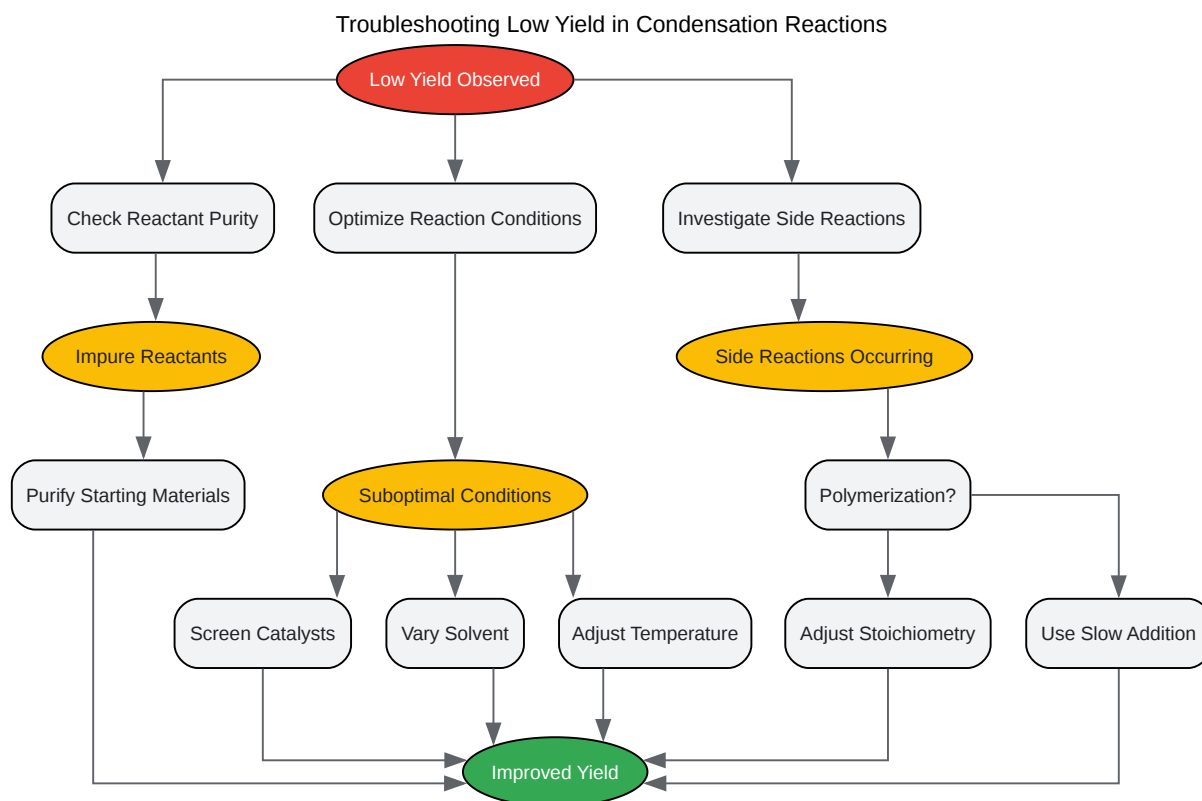 Troubleshooting Low Yield in Condensation Reactions
Low Yield Observed
Check Reactant Purity
Optimize Reaction Conditions
Investigate Side Reactions
Impure Reactants
Side Reactions Occurring
Purify Starting Materials
Suboptimal Conditions
Polymerization?
Screen Catalysts
Vary Solvent
Adjust Temperature
Adjust Stoichiometry
Use Slow Addition
Improved Yield